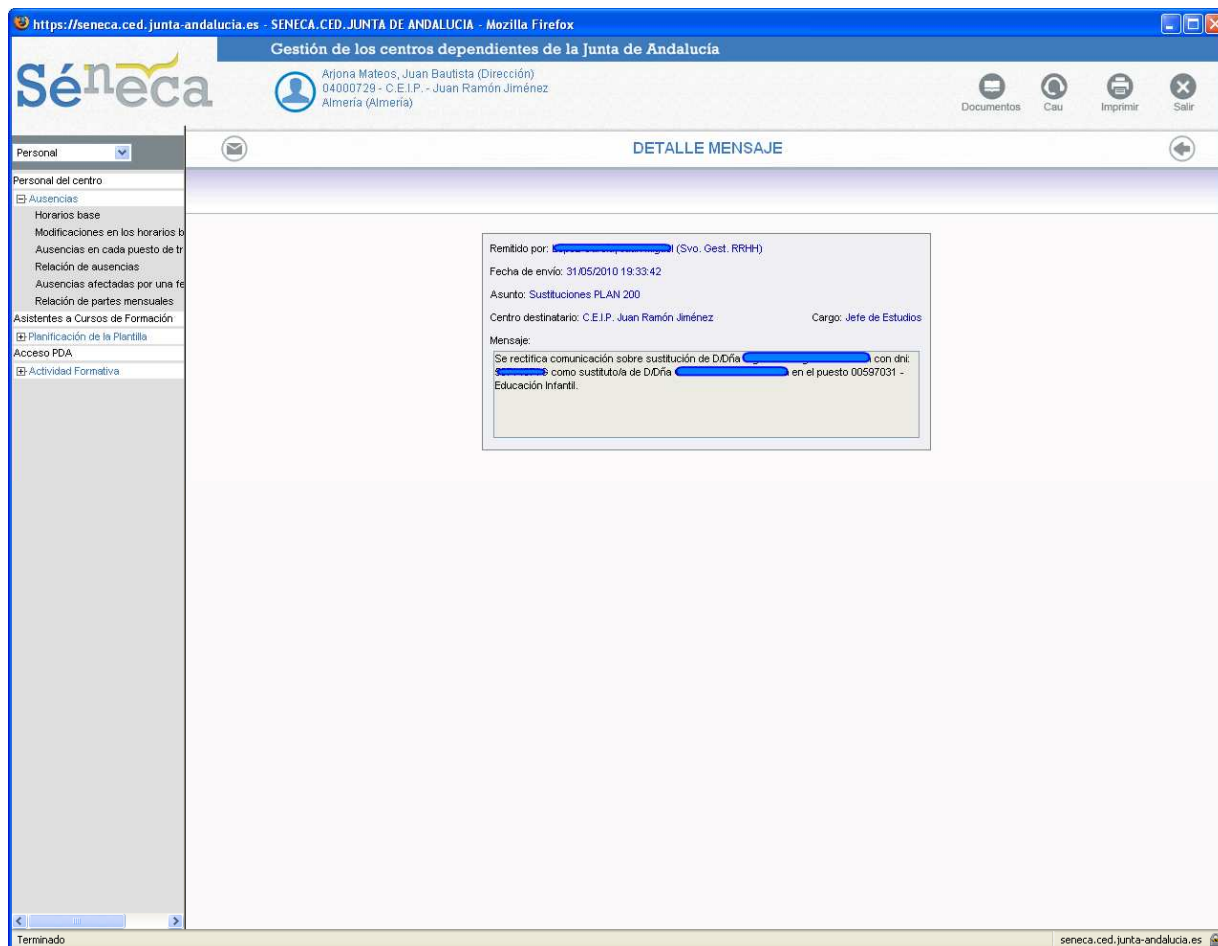 https://seneca.ced.junta-andalucia.es - SENECA.CED.JUNTA DE ANDALUCIA - Mozilla Firefox
Séneca
Gestión de los centros dependientes de la Junta de Andalucía
Arjona Mateos, Juan Bautista (Dirección)
04000729 - C.E.I.P. - Juan Ramón Jiménez
Almería (Almería)
Documentos
Cau
Imprimir
Salir
Personal
DETALLE MENSAJE
Personal del centro
Ausencias
Horarios base
Modificaciones en los horarios b
Ausencias en cada puesto de tr
Relación de ausencias
Ausencias afectadas por una fe
Relación de partes mensuales
Asistentes a Cursos de Formación
Planificación de la Plantilla
Acceso PDA
Actividad Formativa
Remitido por: (Svo. Gest. RRHH)
Fecha de envío: 31/05/2010 19:33:42
Asunto: Sustituciones PLAN 200
Centro destinatario: C.E.I.P. Juan Ramón Jiménez Cargo: Jefe de Estudios
Mensaje:
Se rectifica comunicación sobre sustitución de D/Dña con dni:
como sustituto/a de D/Dña en el puesto 00597031 -
Educación Infantil.
Terminado
seneca.ced.junta-andalucia.es